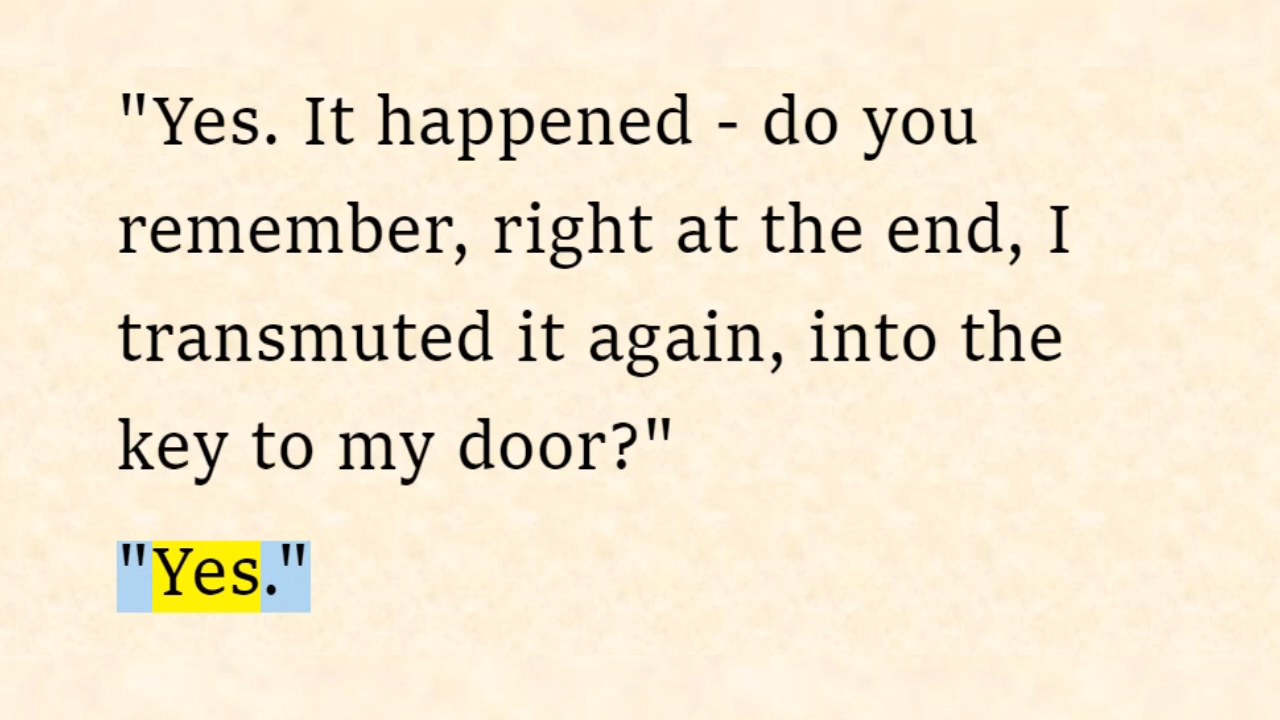 "Yes. It happened - do you
remember, right at the end, I
transmuted it again, into the
key to my door?"
"Yes."